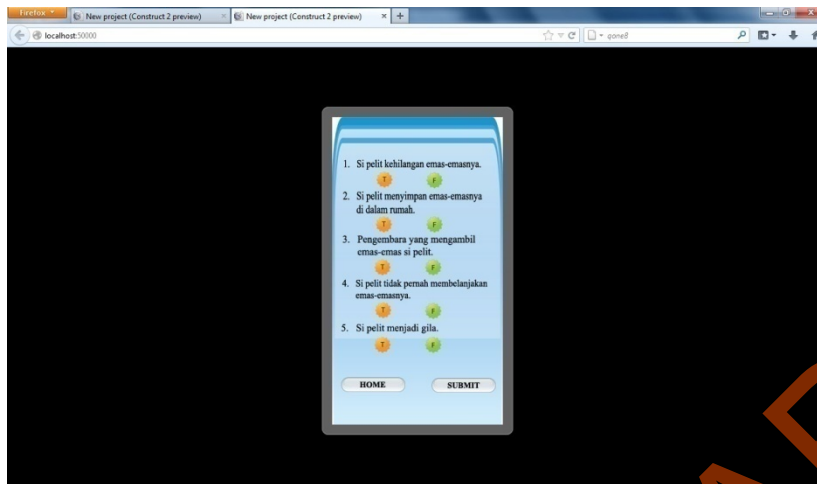 Firefox
New project (Construct 2 preview)
New project (Construct 2 preview)
localhost:50000
qone8
1. Si pelit kehilangan emas-emasnya.
T F
2. Si pelit menyimpan emas-emasnya
di dalam rumah.
T F
3. Pengembara yang mengambil
emas-emas si pelit.
T F
4. Si pelit tidak pernah membelanjakan
emas-emasnya.
T F
5. Si pelit menjadi gila.
T F
HOME SUBMIT